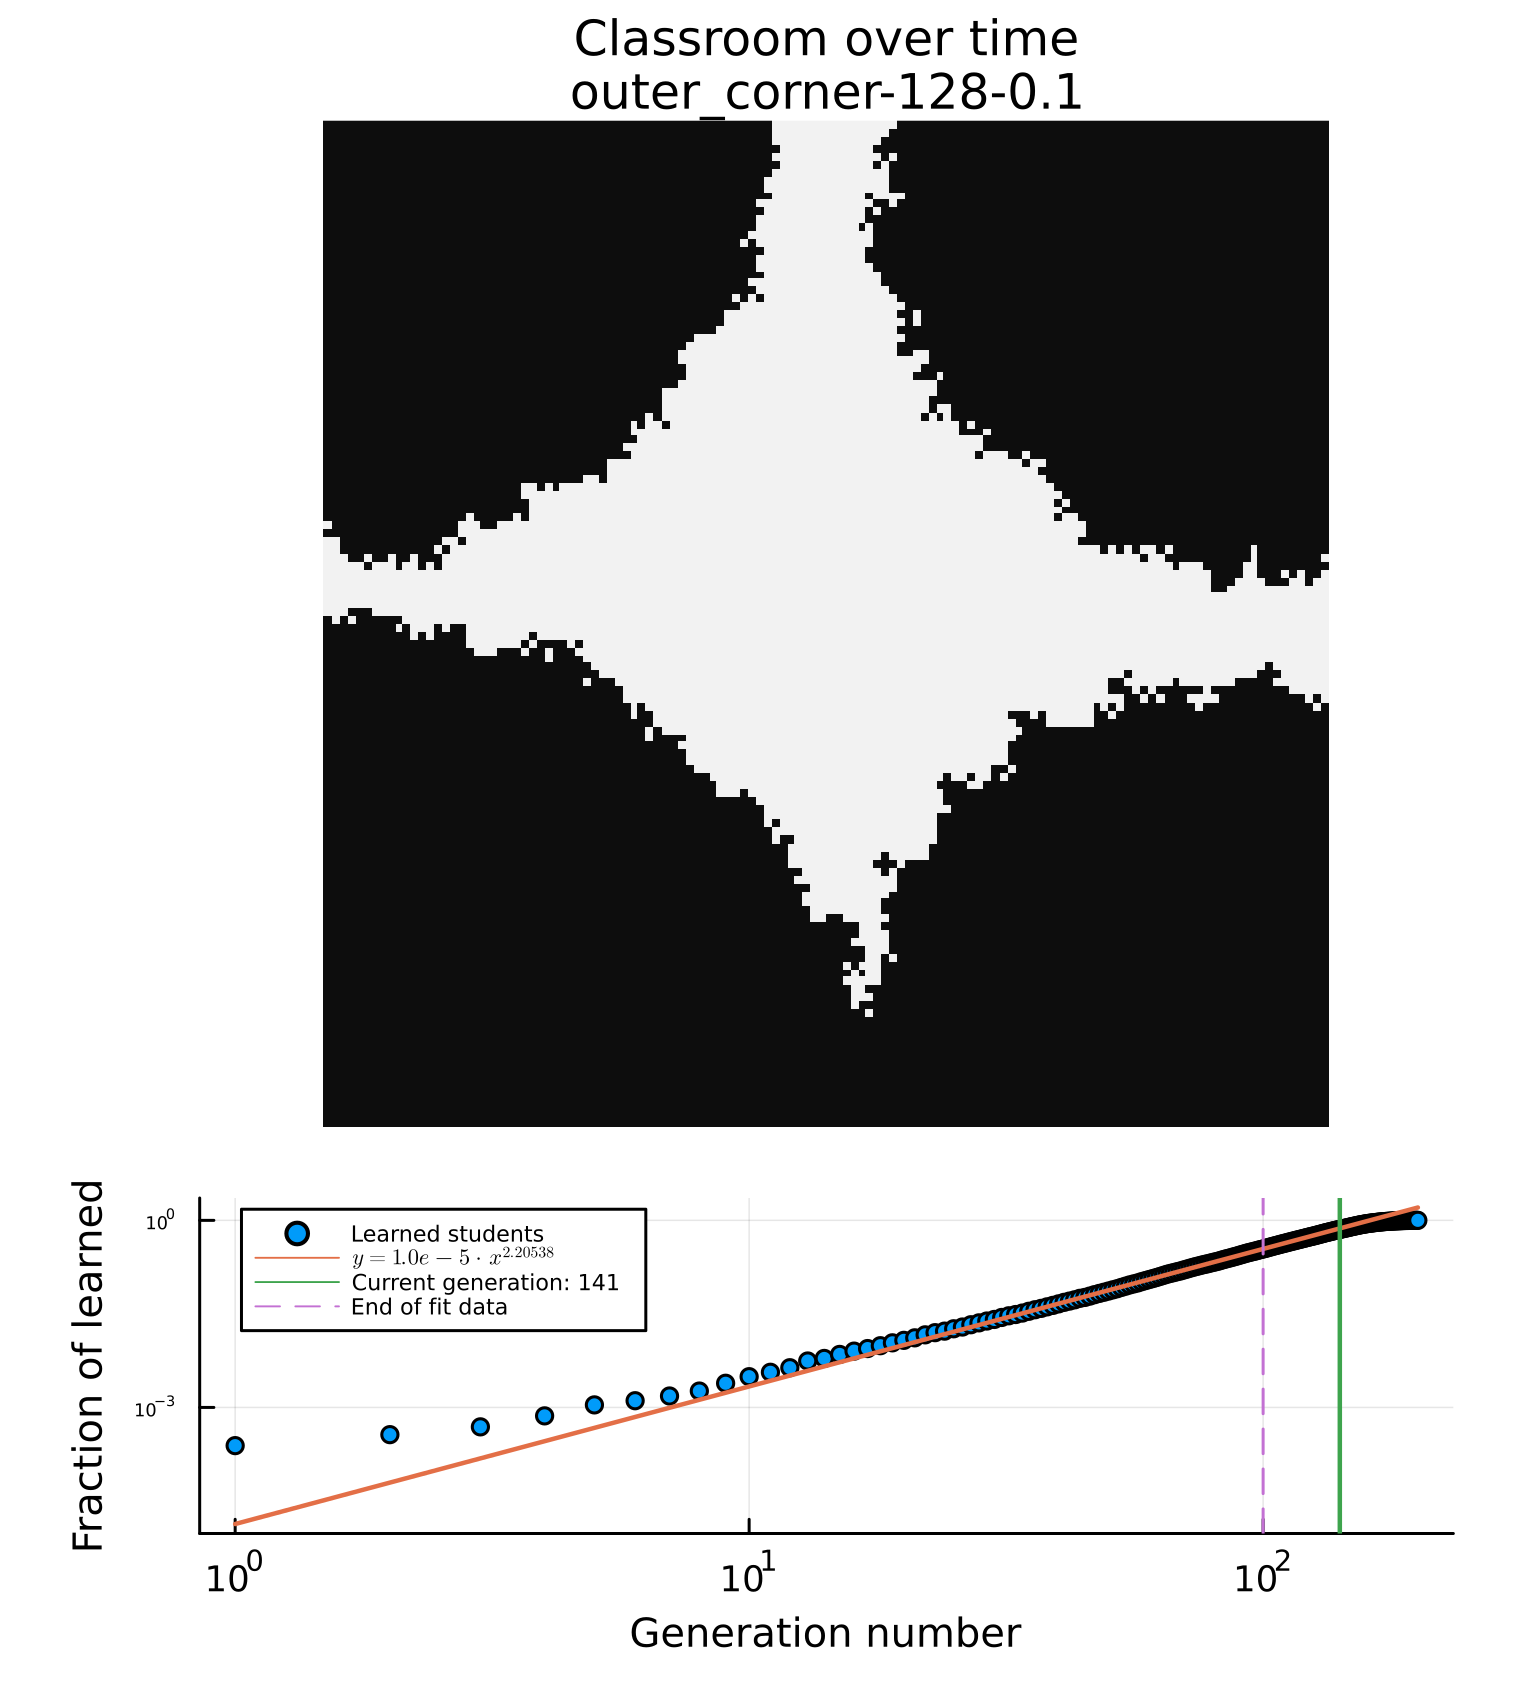 Classroom over time
outer_corner-128-0.1
Fraction of learned
10^0
10^-3
Learned students
y = 1.0e − 5 · x^2.20538
Current generation: 141
End of fit data
10^0 10^1 10^2
Generation number